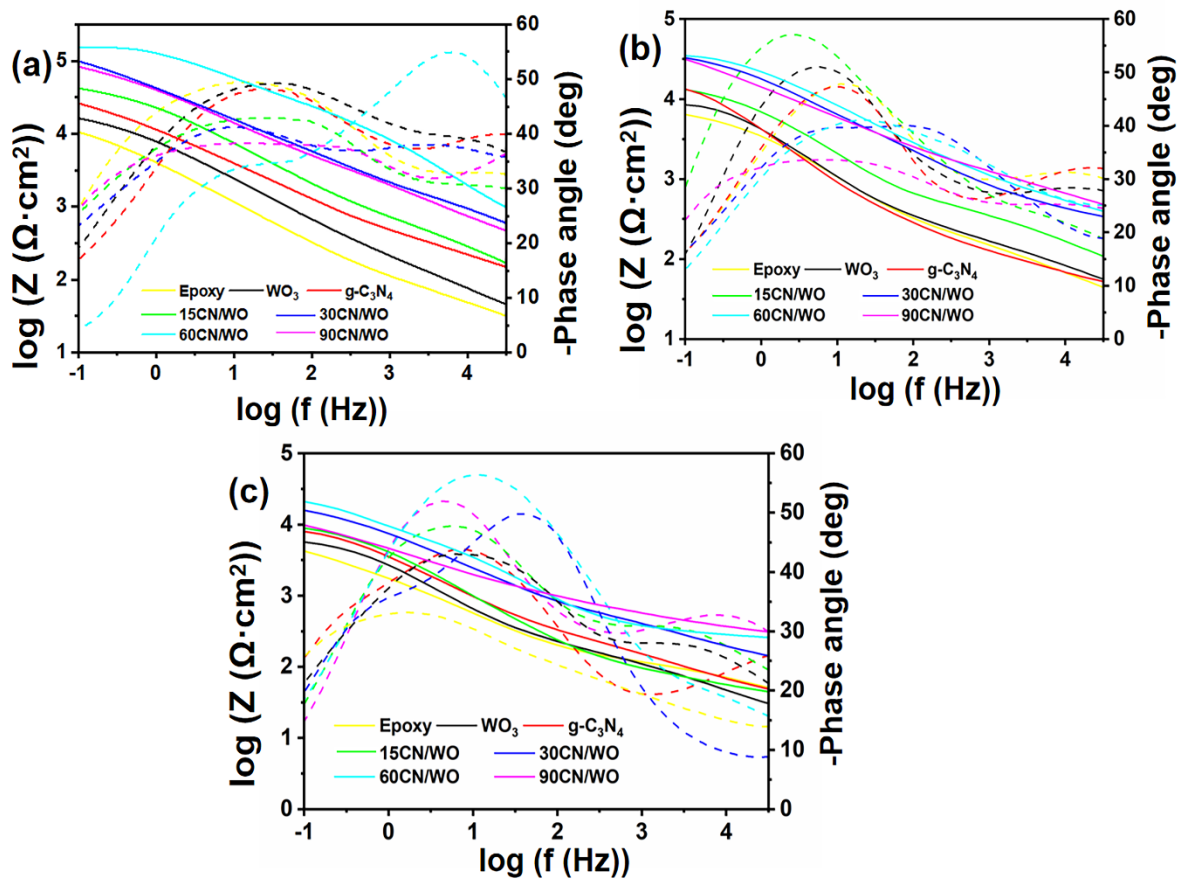 (a)
log (Z (Ω·cm²))
5
4
3
2
1
60
50
40
30
20
10
0
-Phase angle (deg)
Epoxy WO₃ g-C₃N₄
15CN/WO 30CN/WO
60CN/WO 90CN/WO
-1 0 1 2 3 4
log (f (Hz))
(b)
log (Z (Ω·cm²))
5
4
3
2
1
60
50
40
30
20
10
0
-Phase angle (deg)
Epoxy WO₃ g-C₃N₄
15CN/WO 30CN/WO
60CN/WO 90CN/WO
-1 0 1 2 3 4
log (f (Hz))
(c)
log (Z (Ω·cm²))
5
4
3
2
1
0
60
50
40
30
20
10
0
-Phase angle (deg)
Epoxy WO₃ g-C₃N₄
15CN/WO 30CN/WO
60CN/WO 90CN/WO
-1 0 1 2 3 4
log (f (Hz))